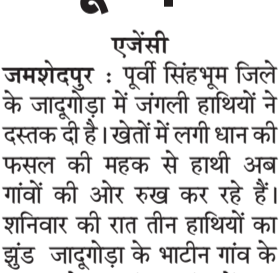 एजेंसी
जमशेदपुर : पूर्वी सिंहभूम जिले
के जादूगोड़ा में जंगली हाथियों ने
दस्तक दी है। खेतों में लगी धान की
फसल की महक से हाथी अब
गांवों की ओर रुख कर रहे हैं।
शनिवार की रात तीन हाथियों का
झुंड जादूगोड़ा के भाटीन गांव के